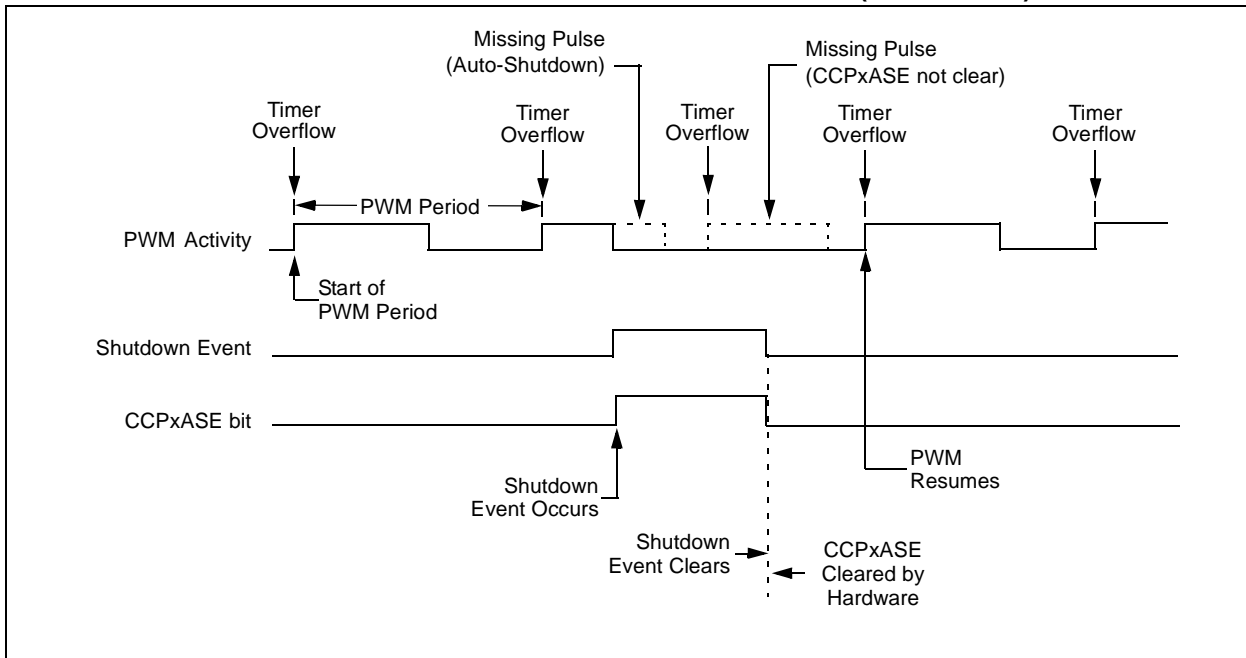 Missing Pulse
(Auto-Shutdown)
Missing Pulse
(CCPxASE not clear)
Timer
Overflow
Timer
Overflow
Timer
Overflow
Timer
Overflow
Timer
Overflow
PWM Period
PWM Activity
Start of
PWM Period
Shutdown Event
CCPxASE bit
Shutdown
Event Occurs
PWM
Resumes
Shutdown
Event Clears
CCPxASE
Cleared by
Hardware